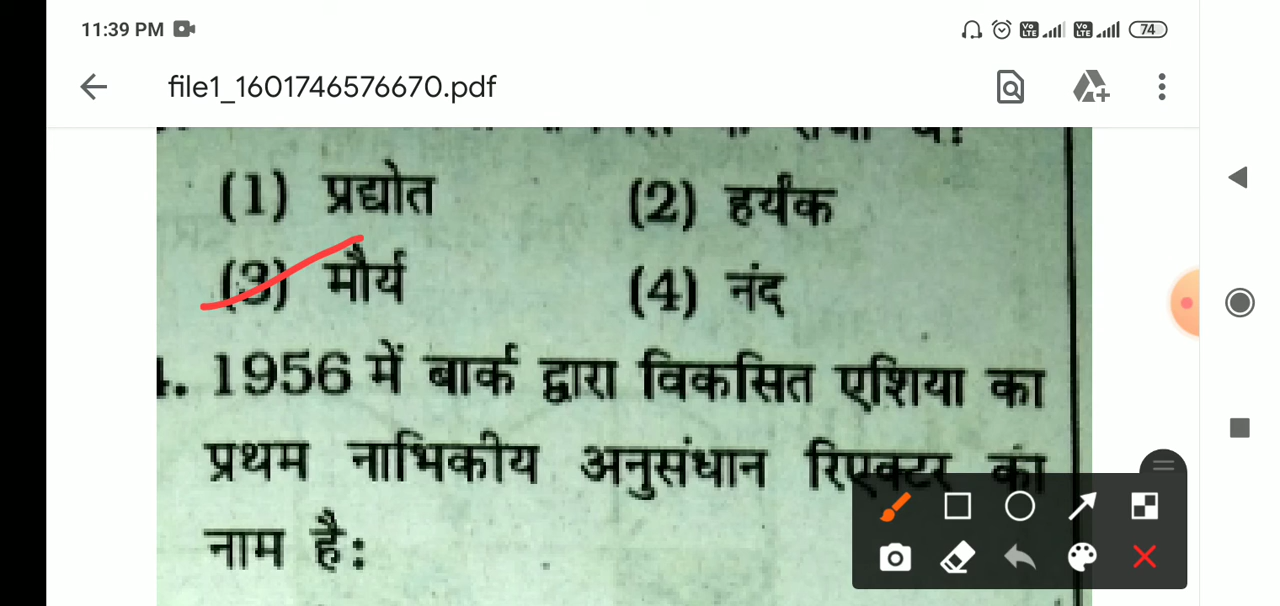 11:39 PM
74
file1_1601746576670.pdf
(1) प्रद्योत (2) हर्यंक
(3) मौर्य (4) नंद
1956 में बार्क द्वारा विकसित एशिया का
प्रथम नाभिकीय अनुसंधान रिएक्टर का
नाम है: